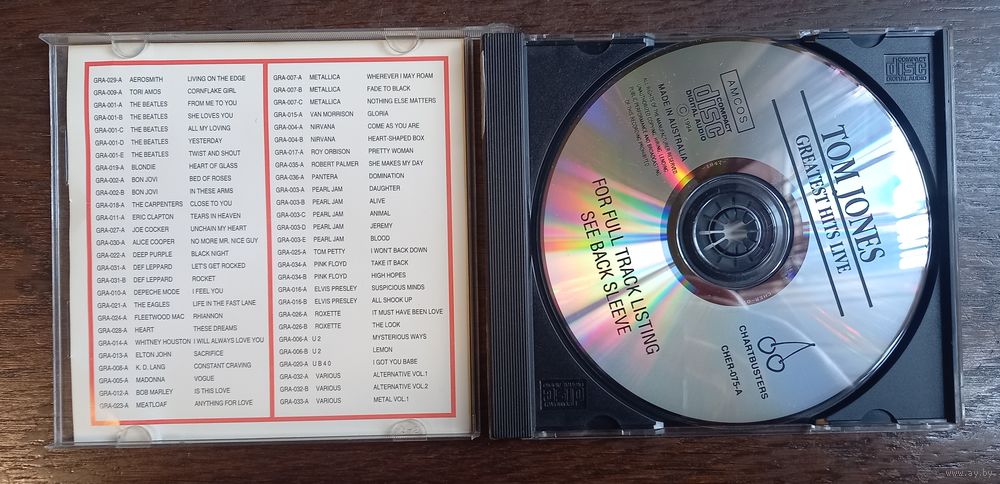 GRA-029-A AEROSMITH LIVING ON THE EDGE
GRA-009-A TORI AMOS CORNFLAKE GIRL
GRA-001-A THE BEATLES FROM ME TO YOU
GRA-001-B THE BEATLES SHE LOVES YOU
GRA-001-C THE BEATLES ALL MY LOVING
GRA-001-D THE BEATLES YESTERDAY
GRA-001-E THE BEATLES TWIST AND SHOUT
GRA-019-A BLONDIE HEART OF GLASS
GRA-002-A BON JOVI BED OF ROSES
GRA-002-B BON JOVI IN THESE ARMS
GRA-018-A THE CARPENTERS CLOSE TO YOU
GRA-011-A ERIC CLAPTON TEARS IN HEAVEN
GRA-027-A JOE COCKER UNCHAIN MY HEART
GRA-030-A ALICE COOPER NO MORE MR. NICE GUY
GRA-022-A DEEP PURPLE BLACK NIGHT
GRA-031-A DEF LEPPARD LET'S GET ROCKED
GRA-031-B DEF LEPPARD ROCKET
GRA-010-A DEPECHE MODE I FEEL YOU
GRA-021-A THE EAGLES LIFE IN THE FAST LANE
GRA-024-A FLEETWOOD MAC RHIANNON
GRA-028-A HEART THESE DREAMS
GRA-014-A WHITNEY HOUSTON I WILL ALWAYS LOVE YOU
GRA-013-A ELTON JOHN SACRIFICE
GRA-008-A K. D. LANG CONSTANT CRAVING
GRA-005-A MADONNA VOGUE
GRA-012-A BOB MARLEY IS THIS LOVE
GRA-023-A MEATLOAF ANYTHING FOR LOVE
GRA-007-A METALLICA WHEREVER I MAY ROAM
GRA-007-B METALLICA FADE TO BLACK
GRA-007-C METALLICA NOTHING ELSE MATTERS
GRA-015-A VAN MORRISON GLORIA
GRA-004-A NIRVANA COME AS YOU ARE
GRA-004-B NIRVANA HEART-SHAPED BOX
GRA-017-A ROY ORBISON PRETTY WOMAN
GRA-035-A ROBERT PALMER SHE MAKES MY DAY
GRA-036-A PANTERA DOMINATION
GRA-003-A PEARL JAM DAUGHTER
GRA-003-B PEARL JAM ALIVE
GRA-003-C PEARL JAM ANIMAL
GRA-003-D PEARL JAM JEREMY
GRA-003-E PEARL JAM BLOOD
GRA-025-A TOM PETTY I WON'T BACK DOWN
GRA-034-A PINK FLOYD TAKE IT BACK
GRA-034-B PINK FLOYD HIGH HOPES
GRA-016-A ELVIS PRESLEY SUSPICIOUS MINDS
GRA-016-B ELVIS PRESLEY ALL SHOOK UP
GRA-026-A ROXETTE IT MUST HAVE BEEN LOVE
GRA-026-B ROXETTE THE LOOK
GRA-006-A U 2 MYSTERIOUS WAYS
GRA-006-B U 2 LEMON
GRA-020-A U B 4 0 I GOT YOU BABE
GRA-032-A VARIOUS ALTERNATIVE VOL.1
GRA-032-B VARIOUS ALTERNATIVE VOL.2
GRA-033-A VARIOUS METAL VOL.1
TOM JONES
GREATEST HITS LIVE
AMCOS
COMPACT
disc
DIGITAL AUDIO
© 1994
MADE IN AUSTRALIA
FOR FULL TRACK LISTING
SEE BACK SLEEVE
CHARTBUSTERS
CHER-075-A
COMPACT
disc
DIGITAL AUDIO
www.ay.by